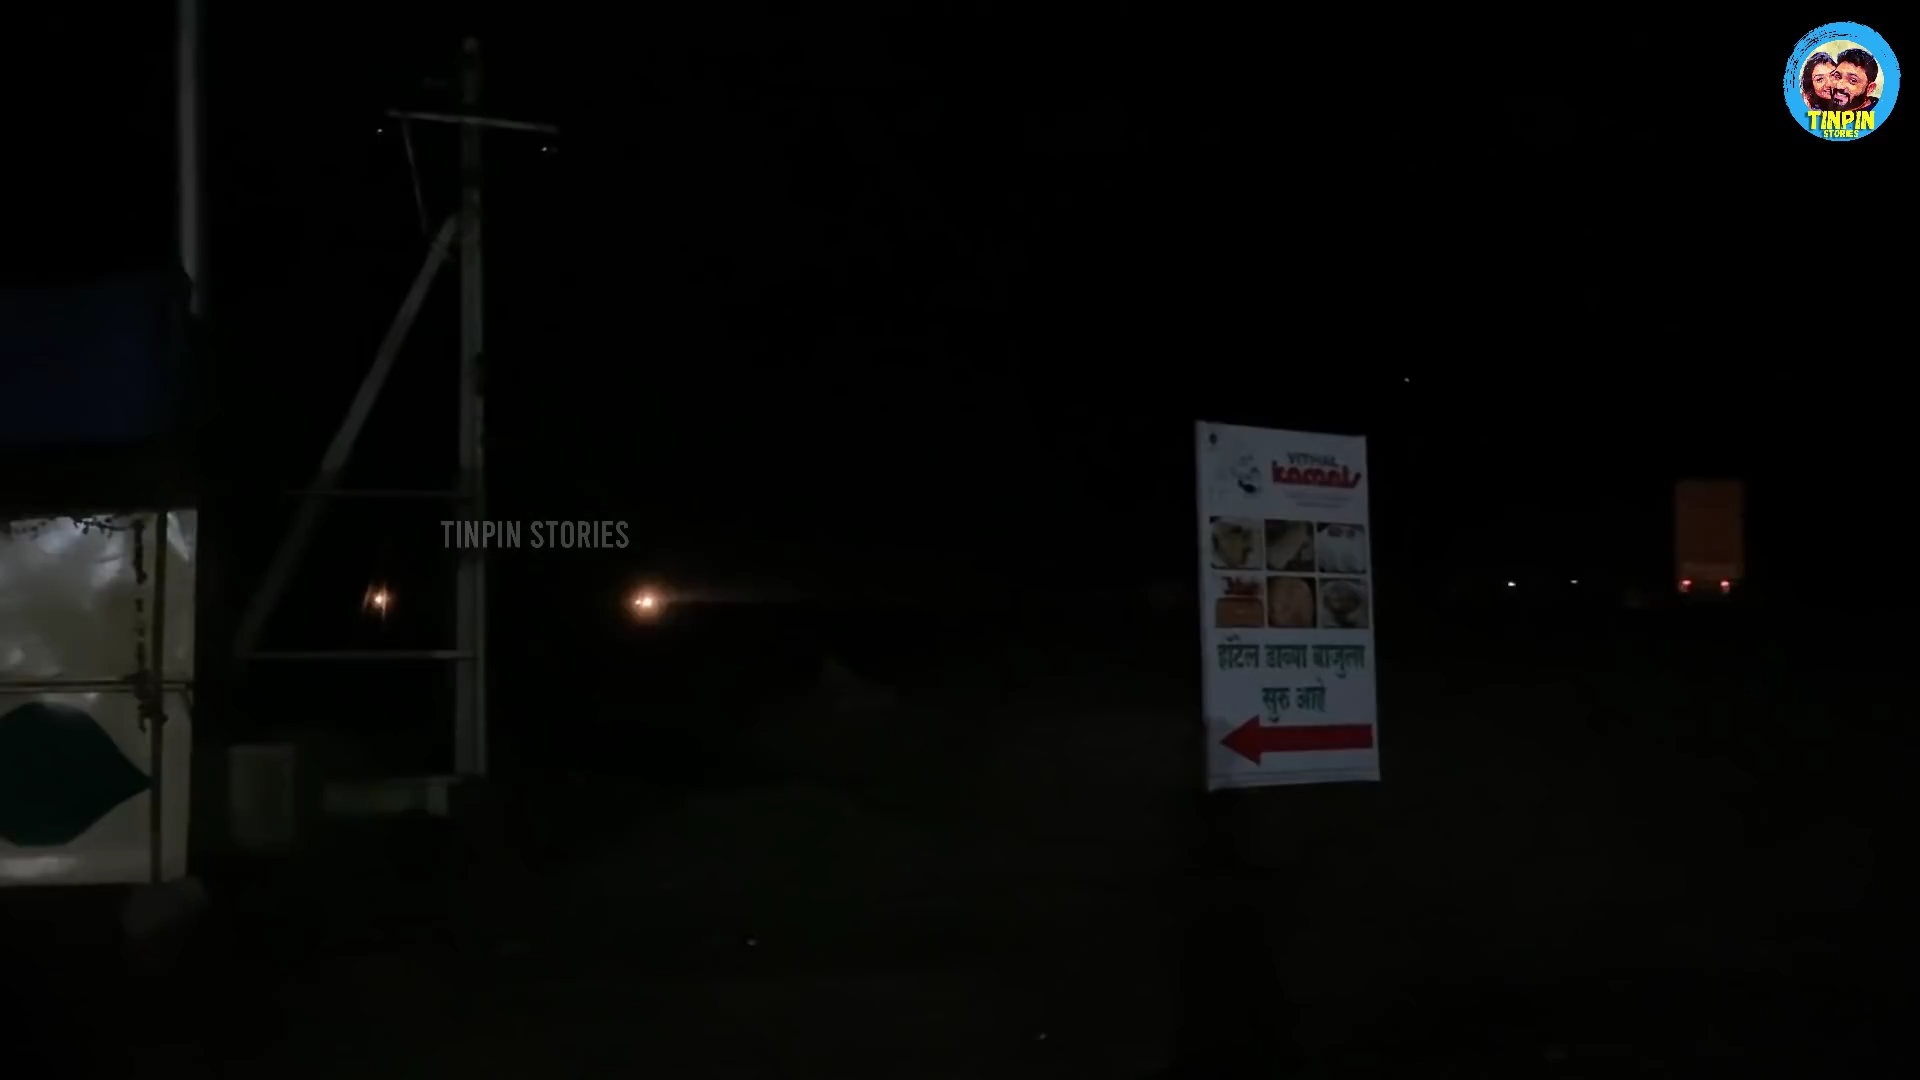 TINPIN
STORIES
VITHAL
kamats
TINPIN STORIES
हॉटेल डाव्या बाजुला
सुरु आहे